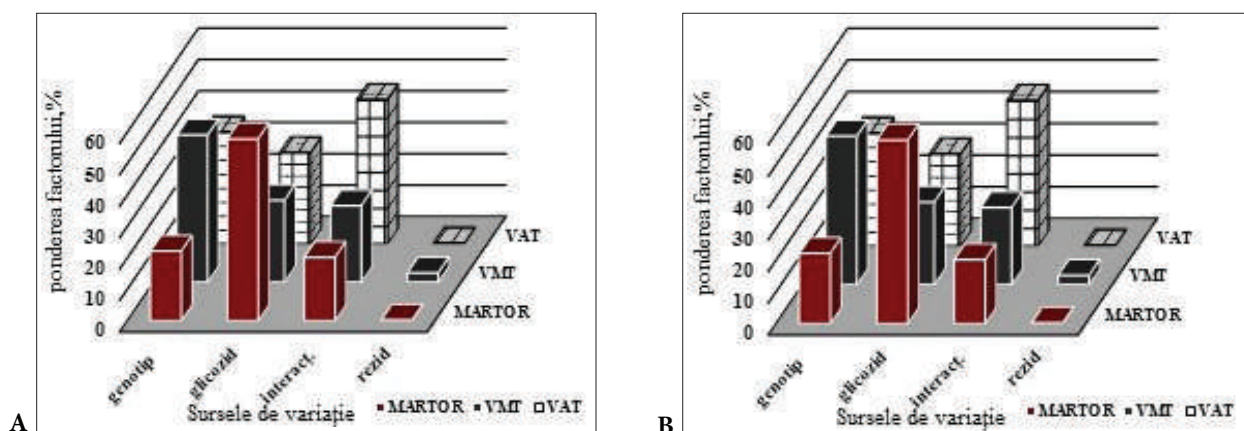 ponderea factorului,%
60
50
40
30
20
10
0
VAT
VMT
MARTOR
genotip
glicozid
interacț.
rezid
Sursele de variație
MARTOR VMT VAT
A
ponderea factorului,%
60
50
40
30
20
10
0
VAT
VMT
MARTOR
genotip
glicozid
interacț.
rezid
Sursele de variație
MARTOR VMT VAT
B